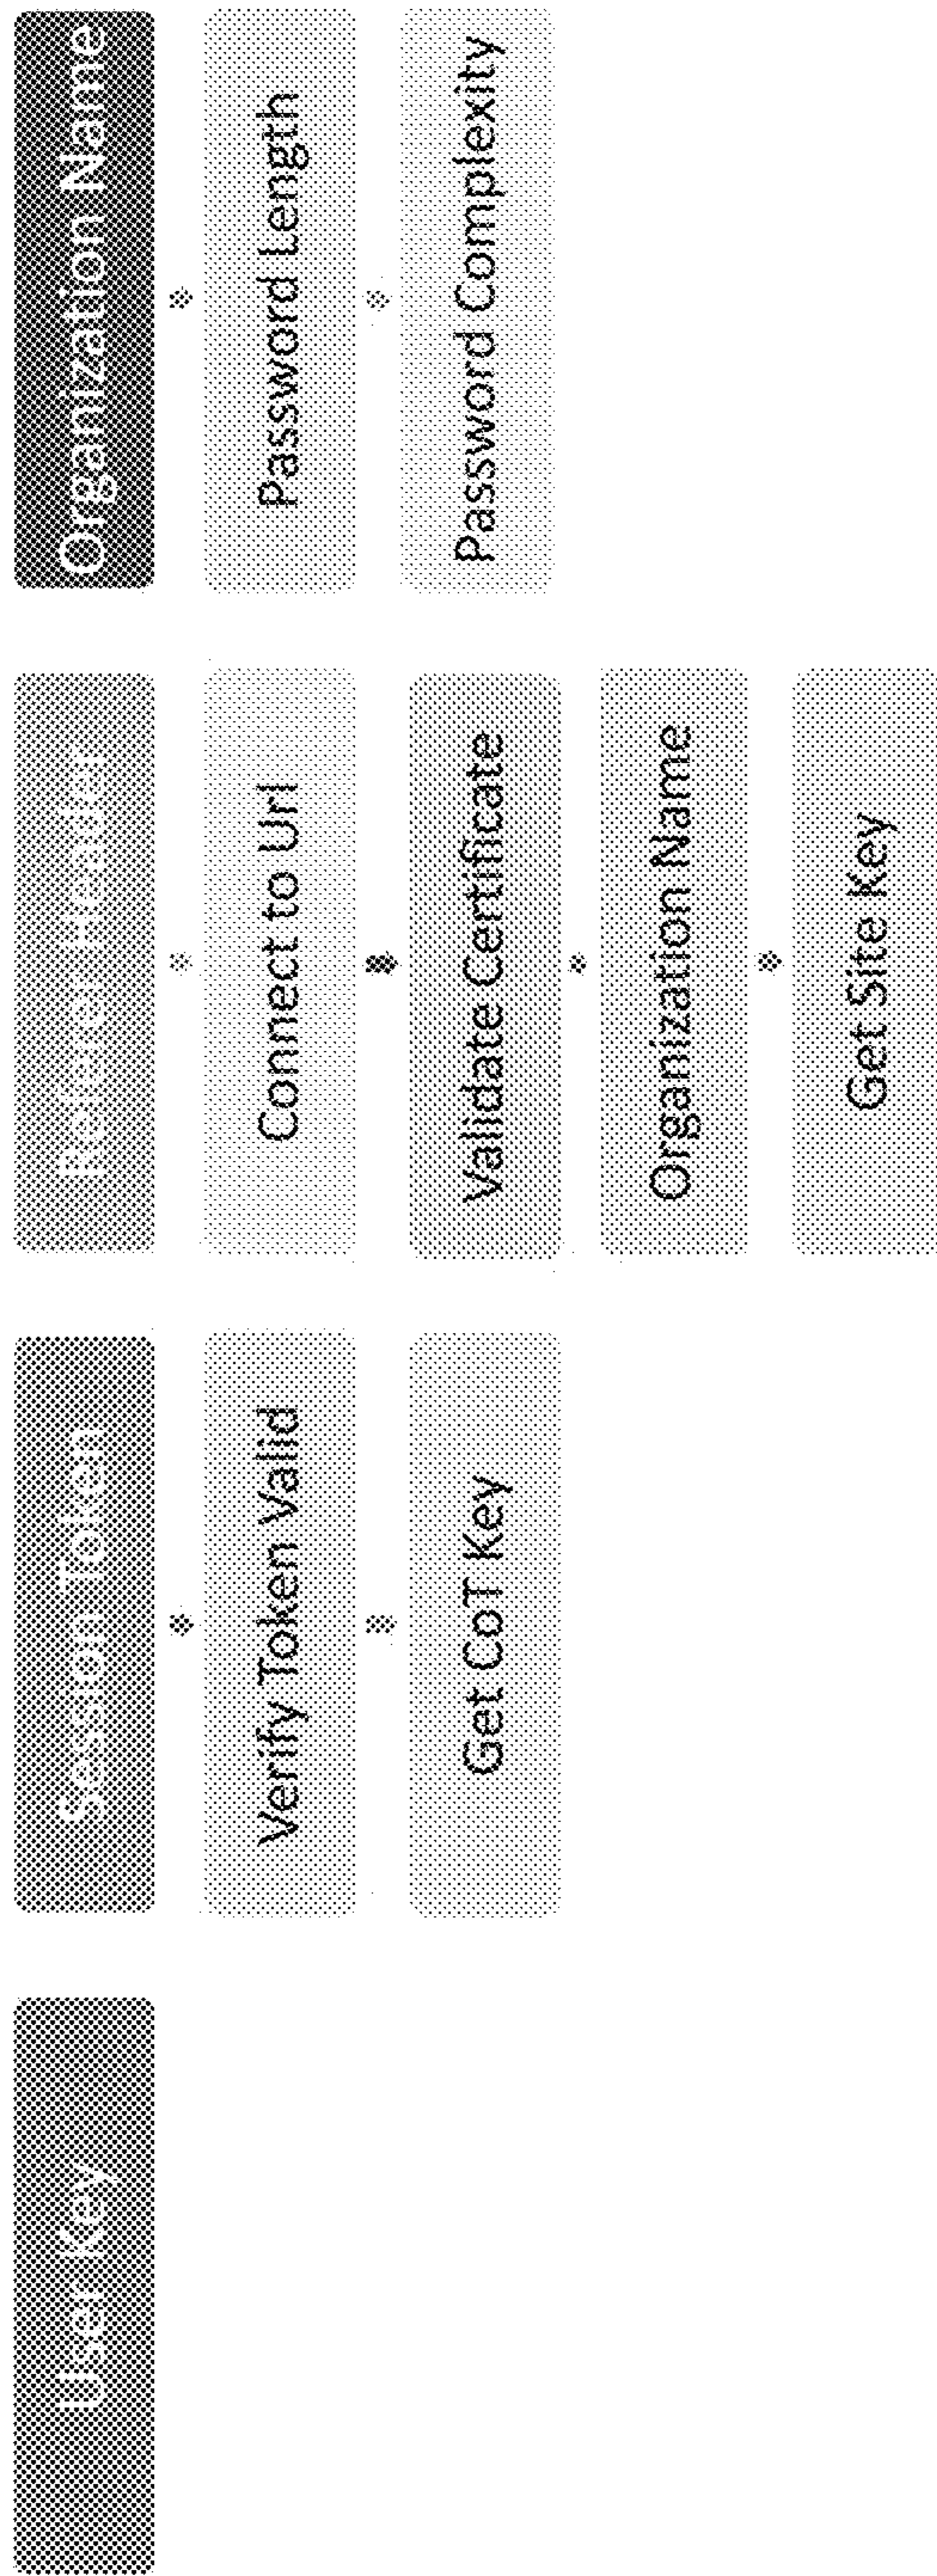 User Key
Session Token
Verify Token Valid
Get CoT Key
Header
Connect to Url
Validate Certificate
Organization Name
Get Site Key
Organization Name
Password Length
Password Complexity